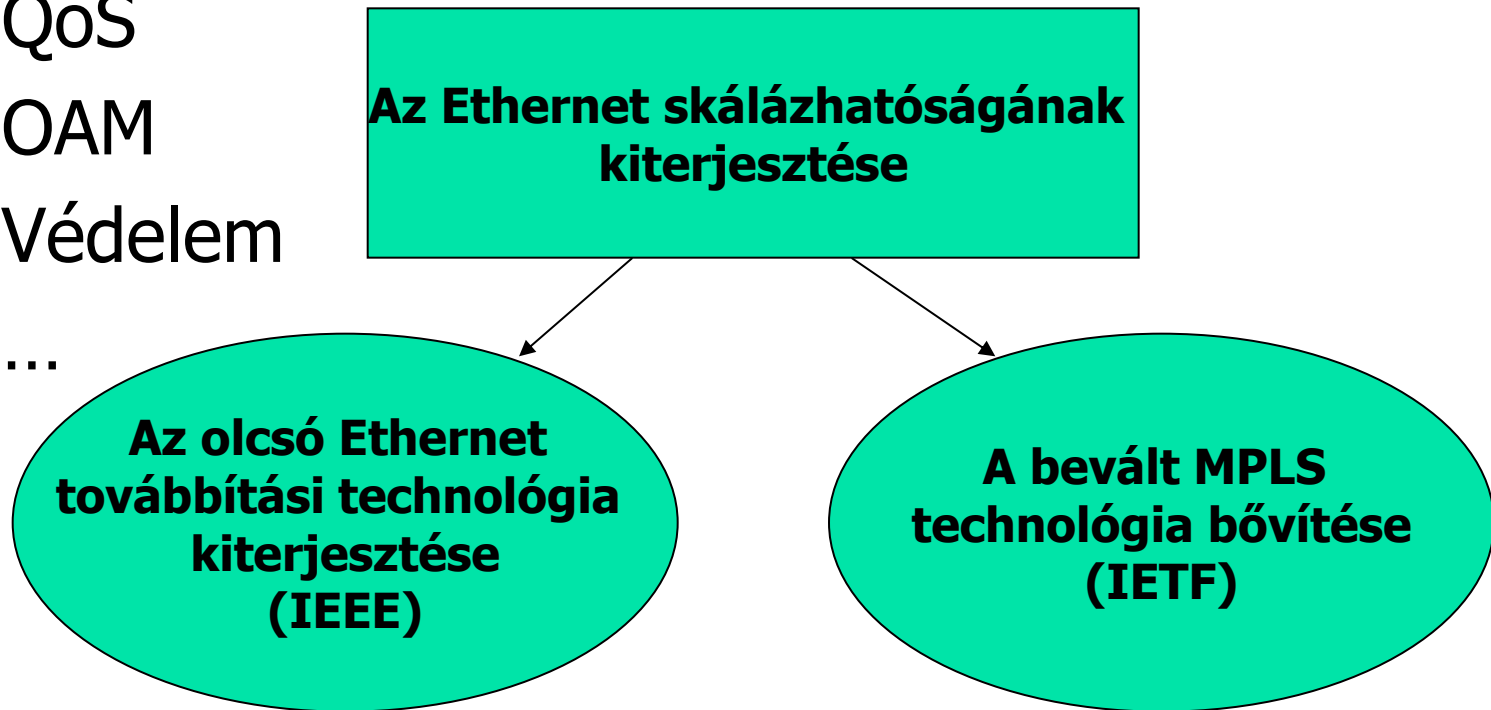 QoS
OAM
Védelem
...
Az Ethernet skálázhatóságának
kiterjesztése
Az olcsó Ethernet
továbbítási technológia
kiterjesztése
(IEEE)
A bevált MPLS
technológia bővítése
(IETF)